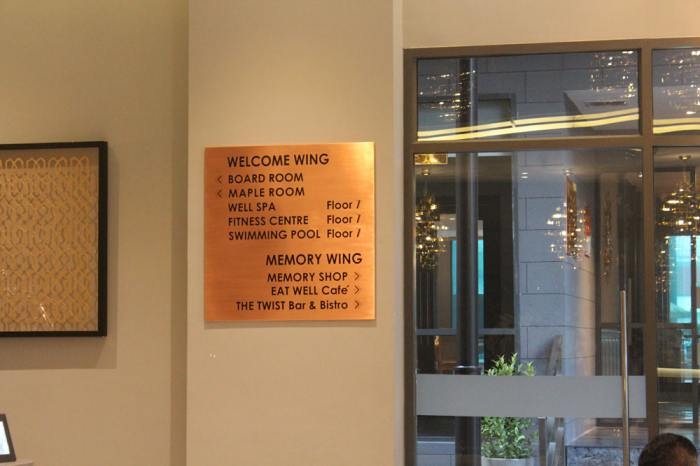 WELCOME WING
< BOARD ROOM
< MAPLE ROOM
WELL SPA Floor /
FITNESS CENTRE Floor /
SWIMMING POOL Floor /
MEMORY WING
MEMORY SHOP >
EAT WELL Café >
THE TWIST Bar & Bistro >